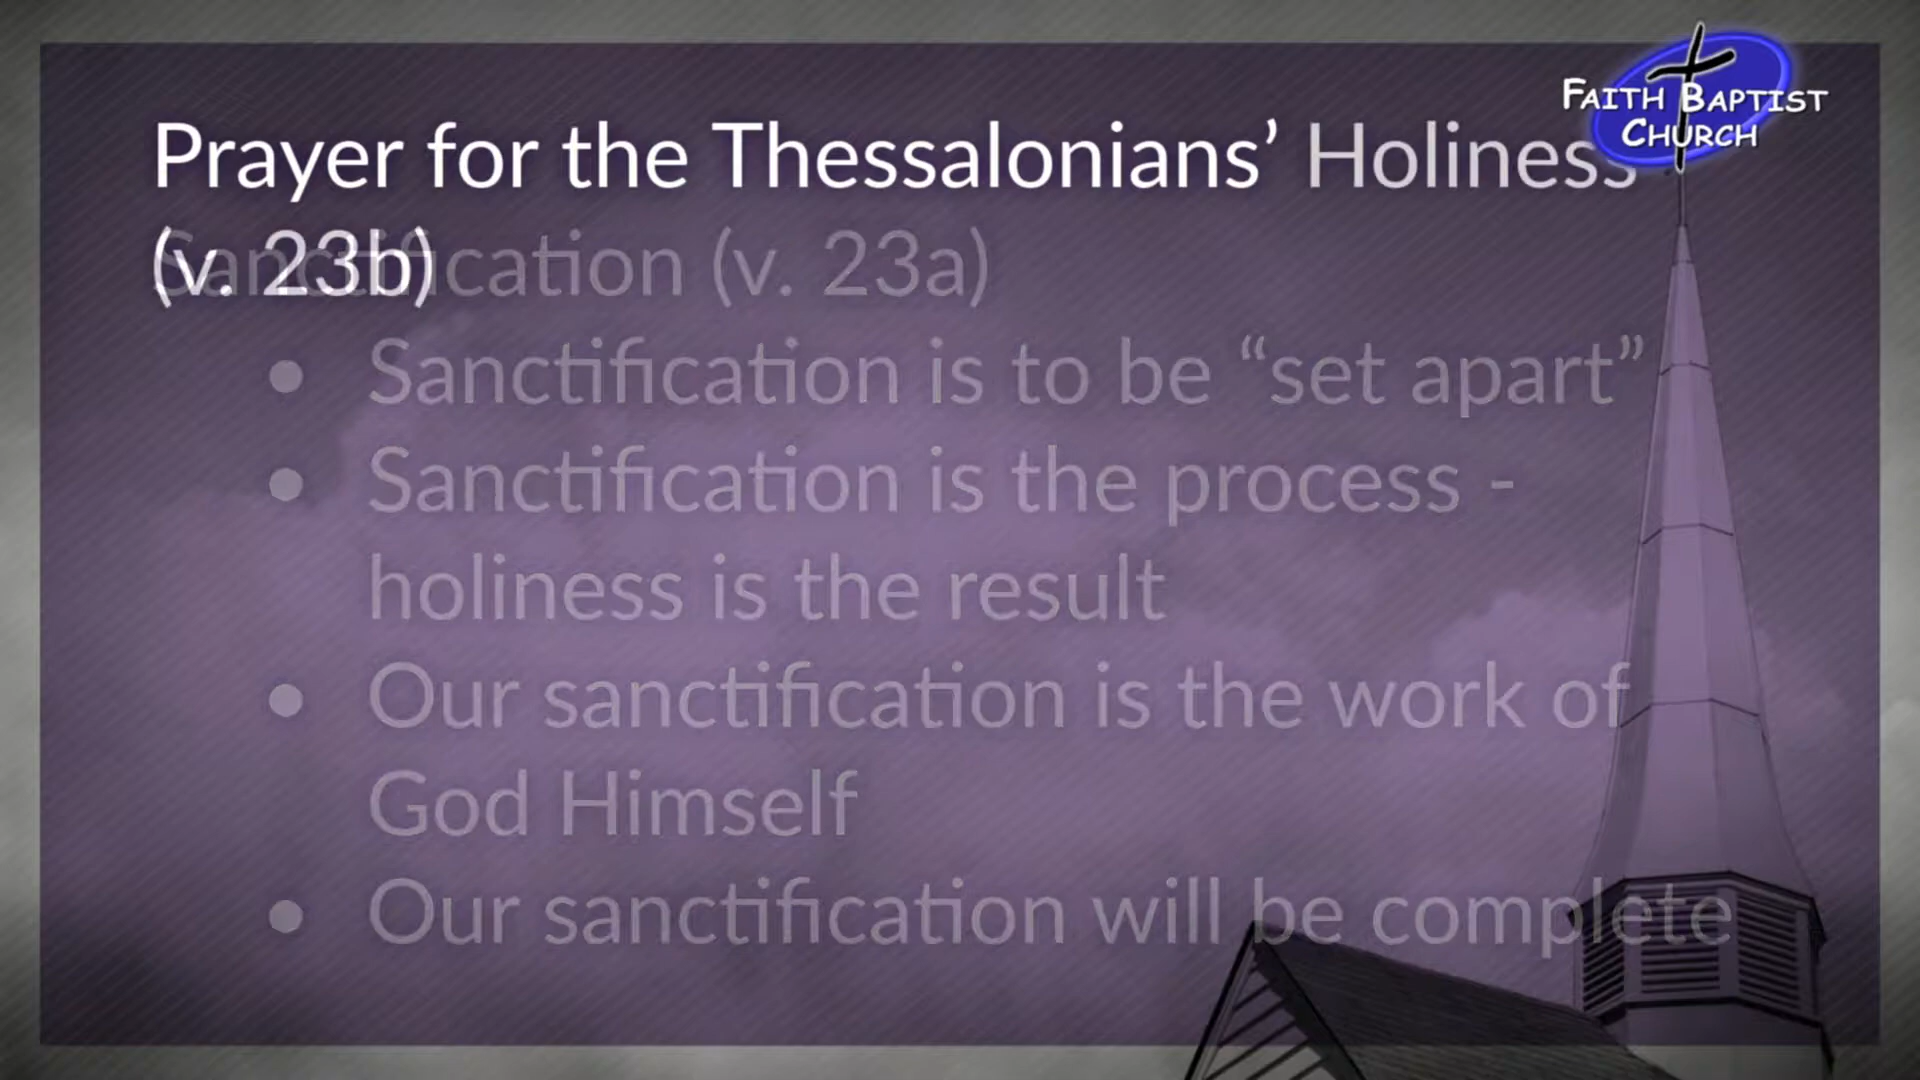 FAITH BAPTIST
CHURCH
Prayer for the Thessalonians’ Holiness
(v. 23b)
Sanctification (v. 23a)
● Sanctification is to be “set apart”
● Sanctification is the process -
holiness is the result
● Our sanctification is the work of
God Himself
● Our sanctification will be complete